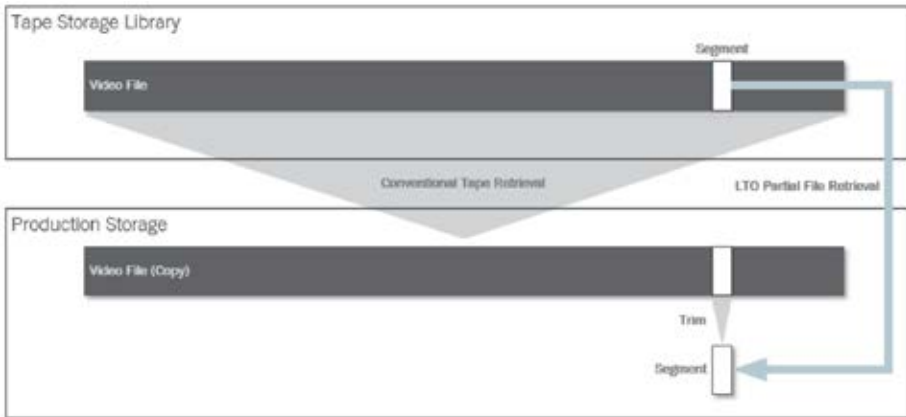 Tape Storage Library
Segment
Video File
Conventional Tape Retrieval
LTO Partial File Retrieval
Production Storage
Video File (Copy)
Trim
Segment